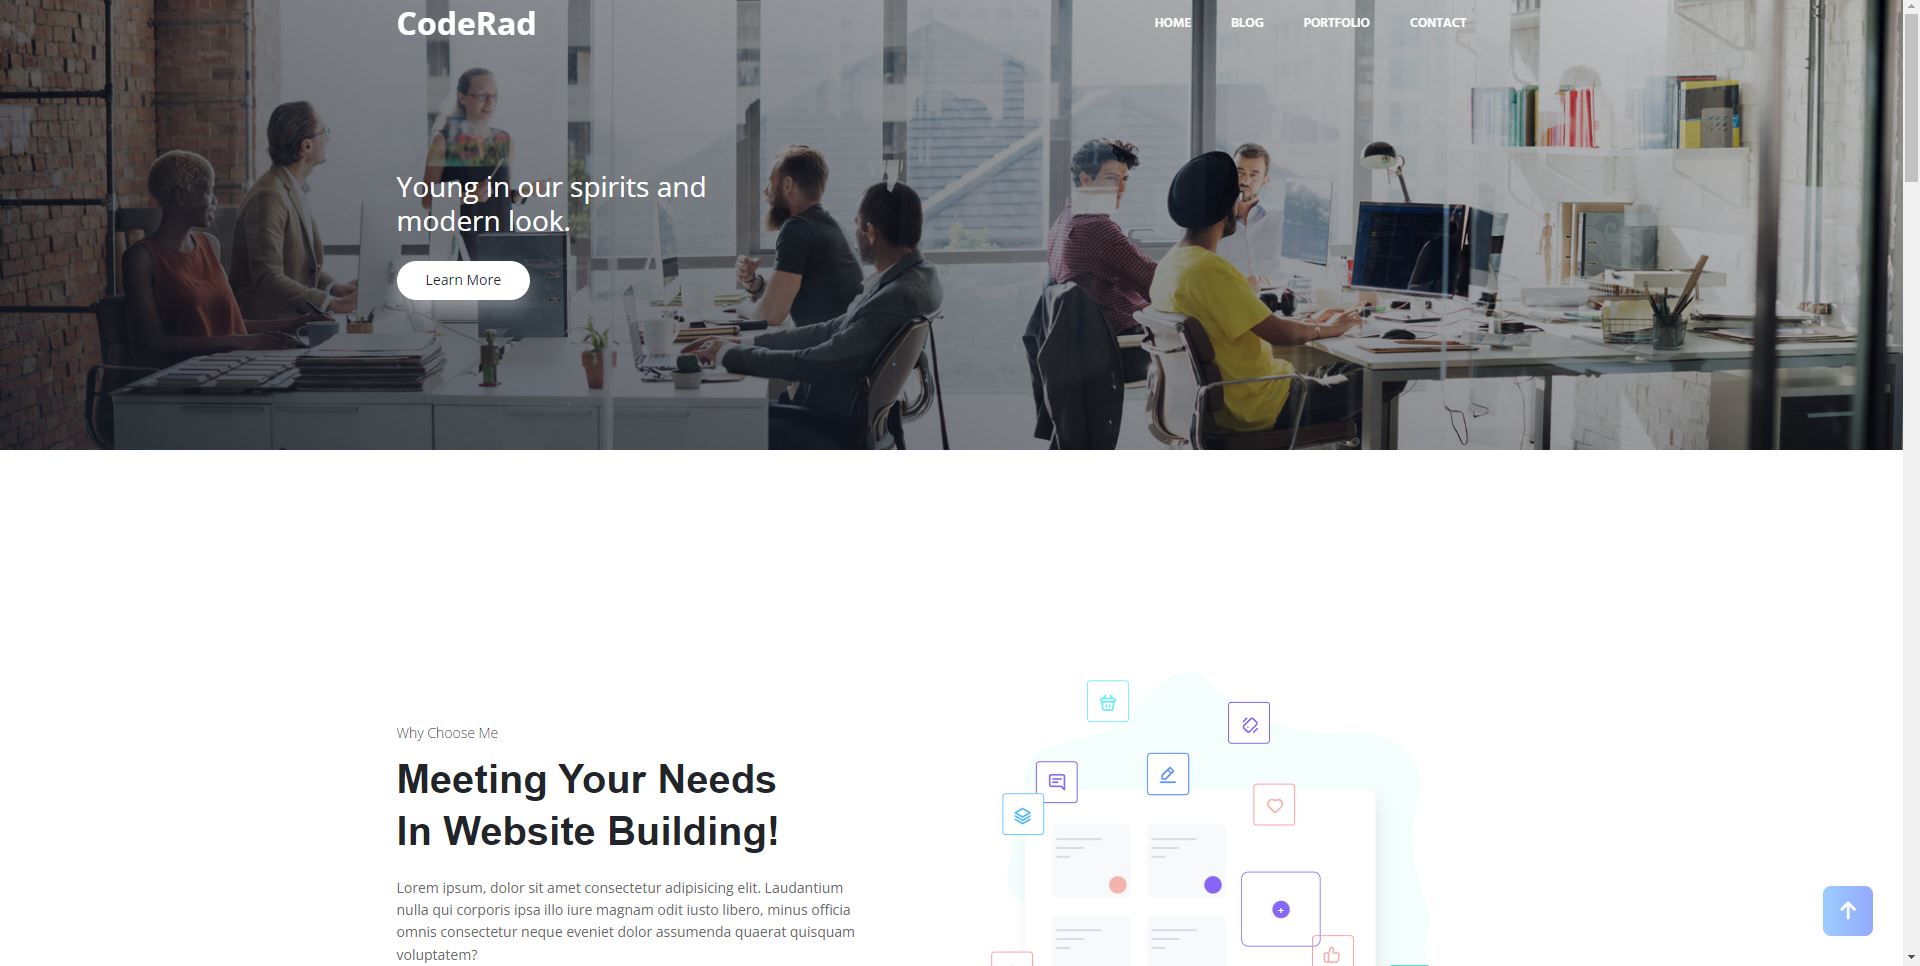 CodeRad
HOME BLOG PORTFOLIO CONTACT
Young in our spirits and
modern look.
Learn More
Why Choose Me
Meeting Your Needs
In Website Building!
Lorem ipsum, dolor sit amet consectetur adipisicing elit. Laudantium
nulla qui corporis ipsa illo iure magnam odit iusto libero, minus officia
omnis consectetur neque eveniet dolor assumenda quaerat quisquam
voluptatem?